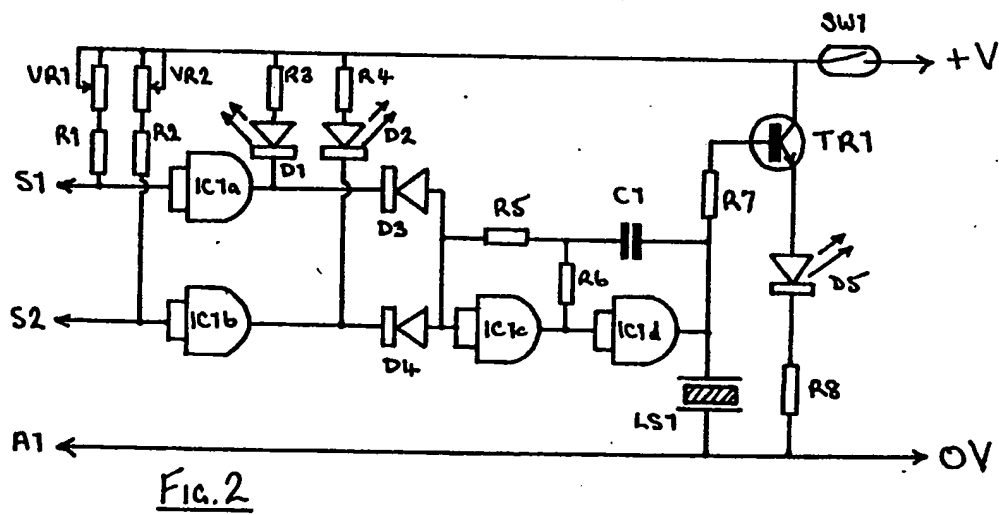 SW1
+V
VR1
VR2
R3
R4
R1
R2
D1
D2
TR1
S1
IC1a
D3
R5
C1
R7
R6
D5
S2
IC1b
D4
IC1c
IC1d
LS1
R8
A1
0V
FIG. 2